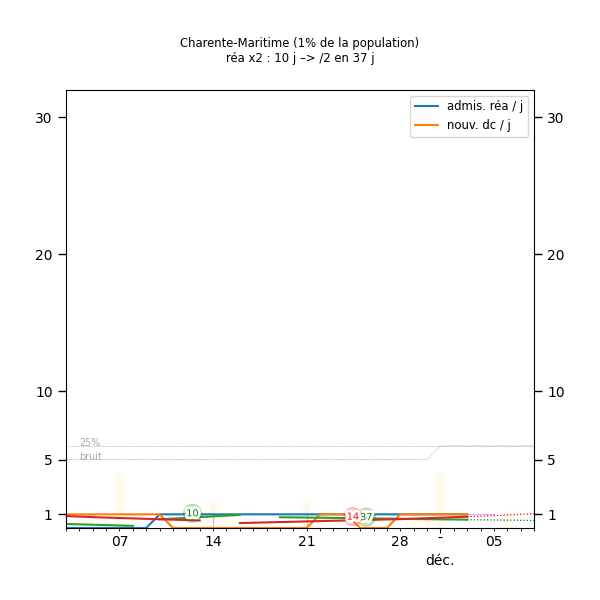 Charente-Maritime (1% de la population)
réa x2 : 10 j –> /2 en 37 j
admis. réa / j
nouv. dc / j
30 30
20 20
10 10
25%
bruit
5 5
10 14 37
1 1
07 14 21 28 - 05
déc.